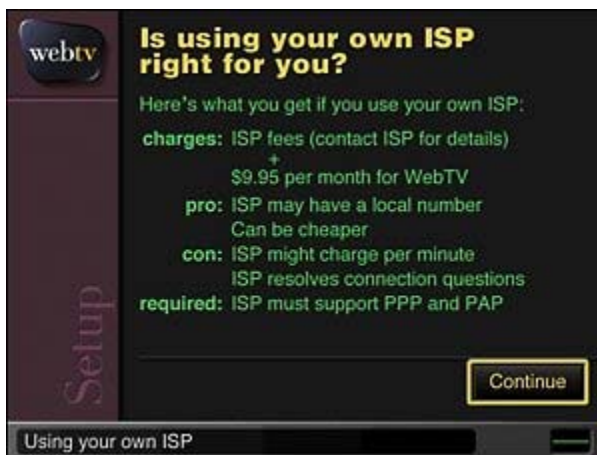 webtv
Is using your own ISP
right for you?
Here's what you get if you use your own ISP:
charges: ISP fees (contact ISP for details)
+
$9.95 per month for WebTV
pro: ISP may have a local number
Can be cheaper
con: ISP might charge per minute
ISP resolves connection questions
required: ISP must support PPP and PAP
Setup
Continue
Using your own ISP